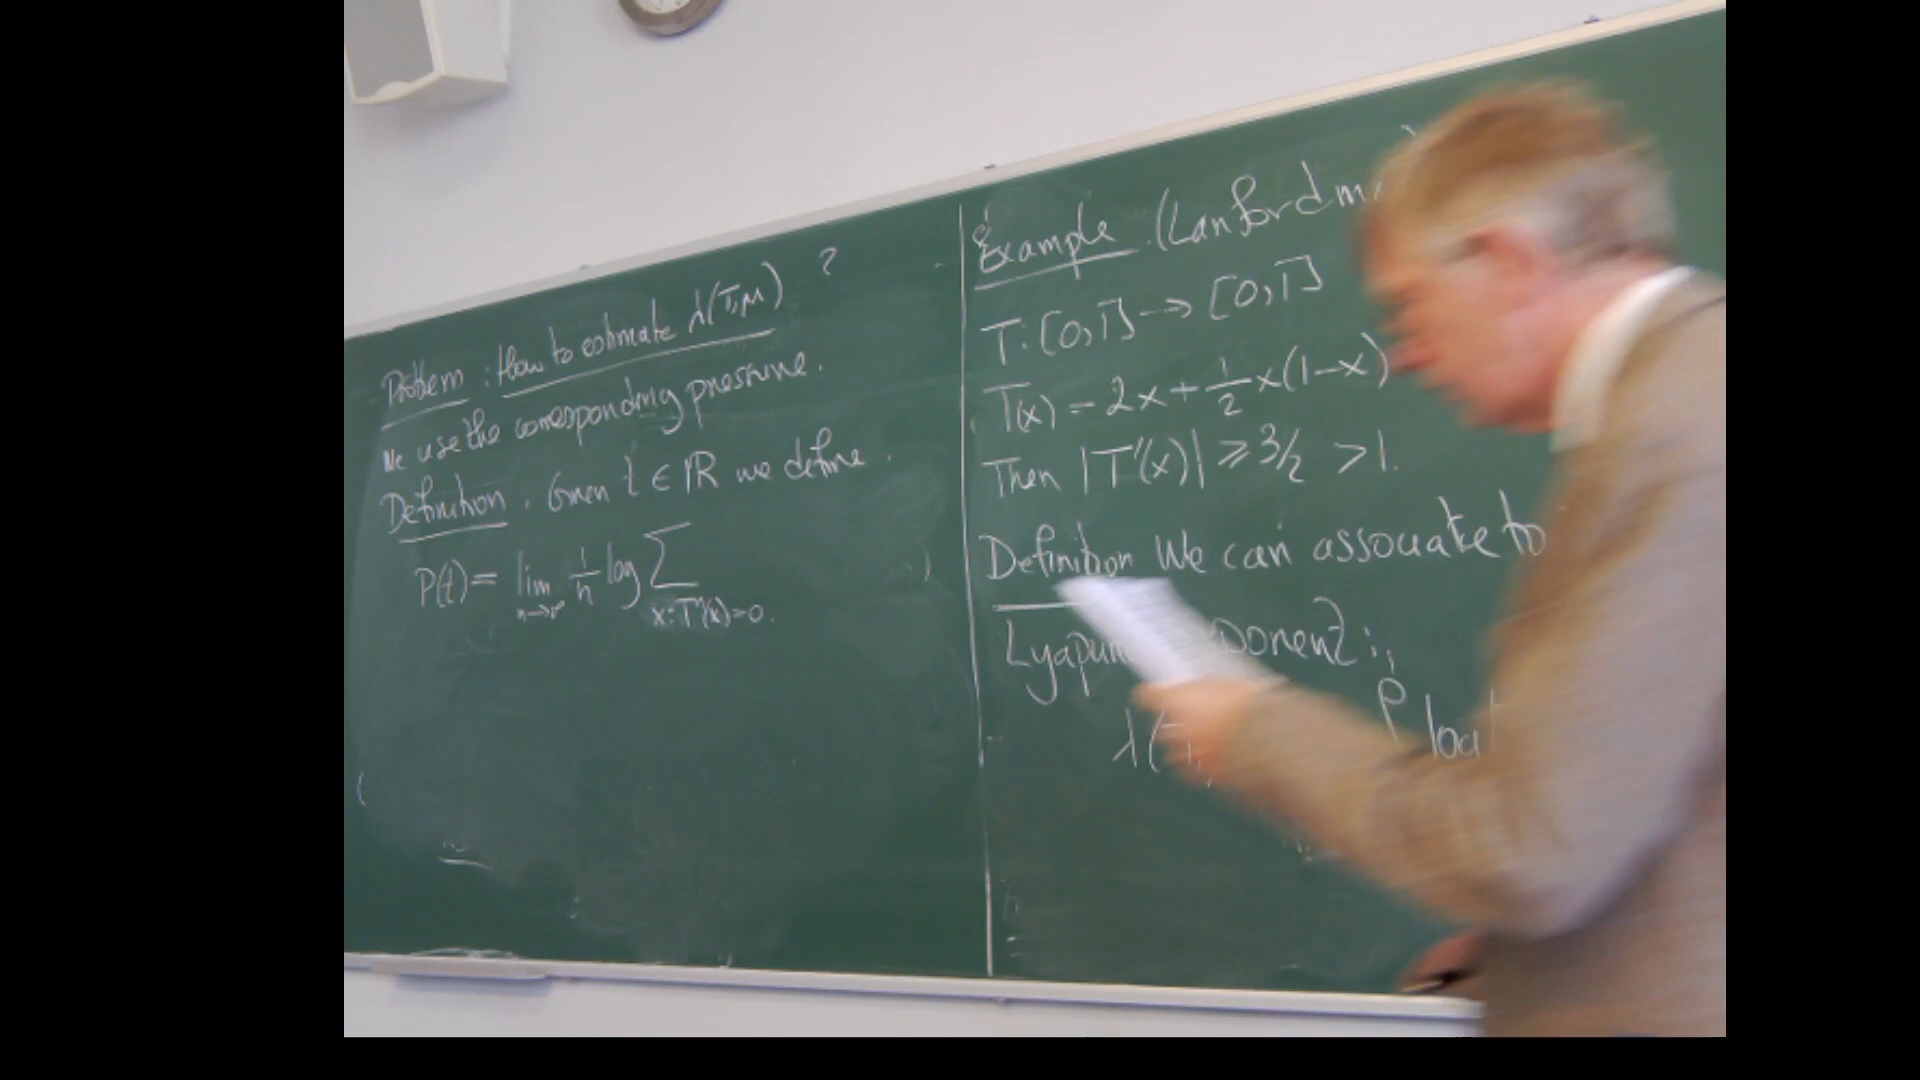 Problem : How to estimate λ(T,μ) ?
We use the corresponding pressure.
Definition. Given t ∈ ℝ we define.
P(t) = lim 1/n log ∑
n→∞ x:Tⁿ(x)=0.
Example. (Lanford
T: [0,1] → [0,1]
T(x) = 2x + 1/2 x(1-x)
Then |T'(x)| ≥ 3/2 > 1.
Definition We can associate to
Lyapun ponent :
λ(T, ∫ log